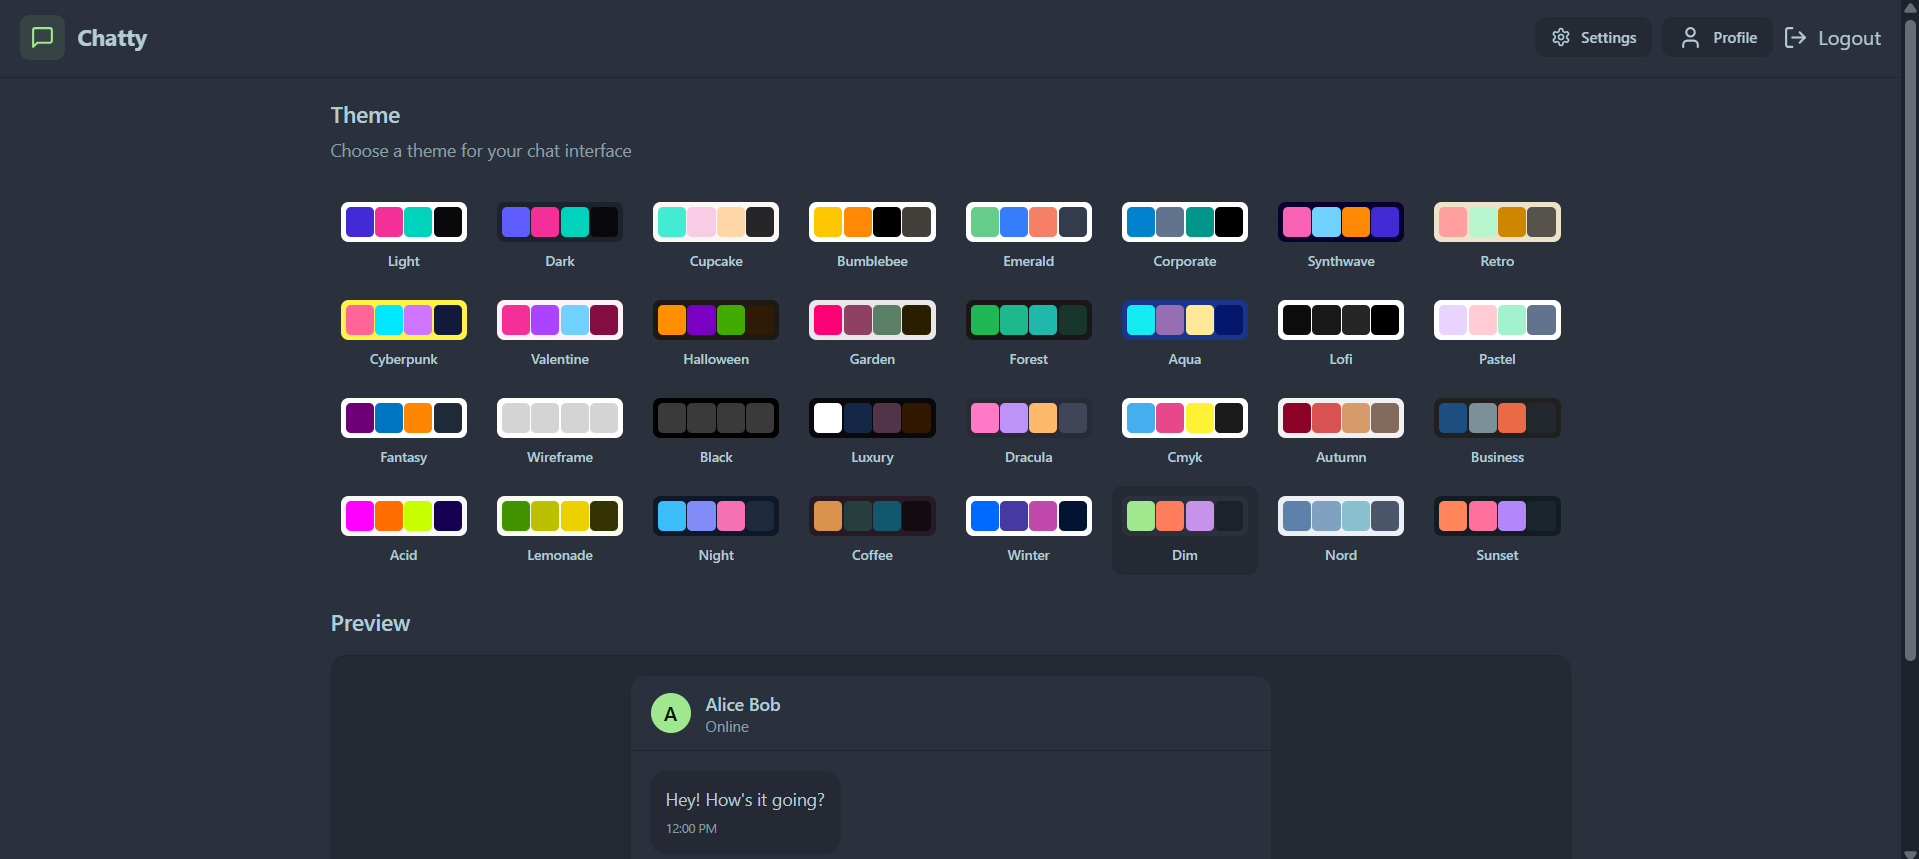 Chatty
Settings Profile Logout
Theme
Choose a theme for your chat interface
Light Dark Cupcake Bumblebee Emerald Corporate Synthwave Retro
Cyberpunk Valentine Halloween Garden Forest Aqua Lofi Pastel
Fantasy Wireframe Black Luxury Dracula Cmyk Autumn Business
Acid Lemonade Night Coffee Winter Dim Nord Sunset
Preview
A
Alice Bob
Online
Hey! How's it going?
12:00 PM